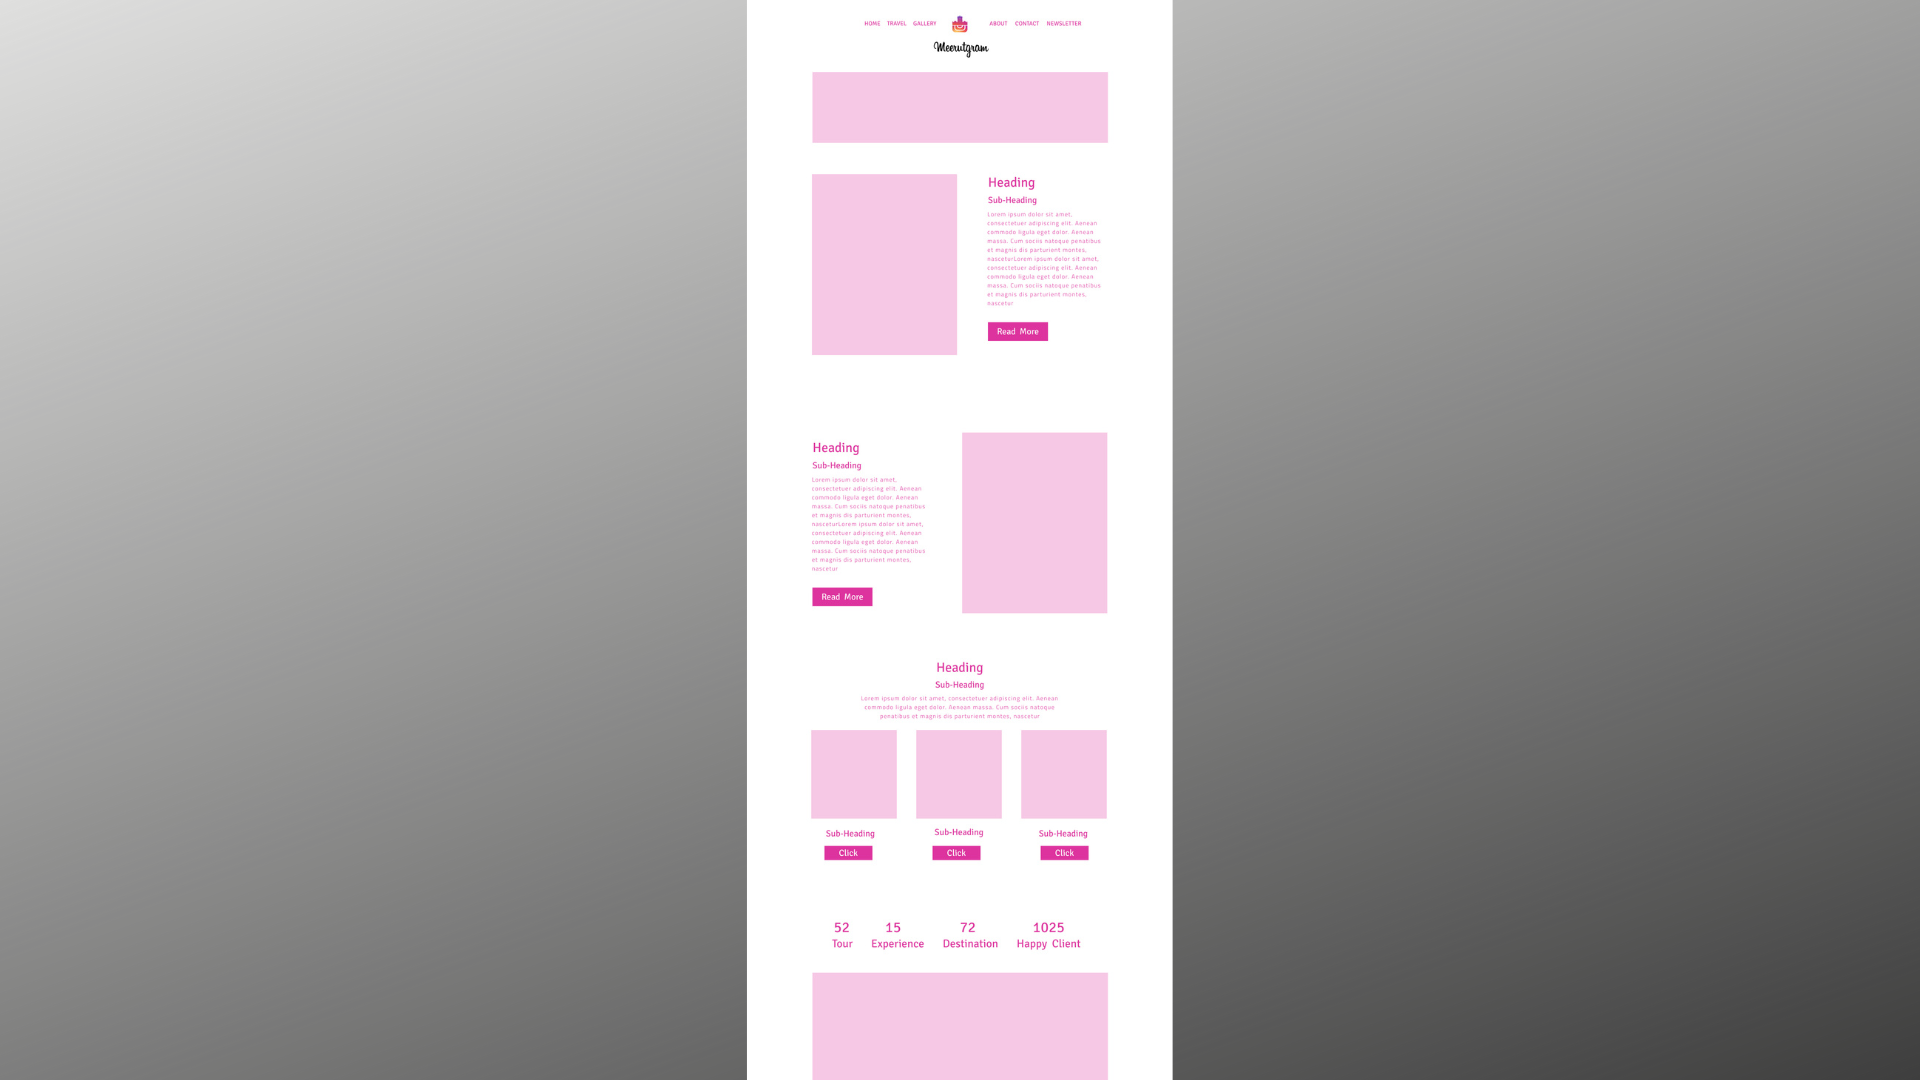 HOME TRAVEL GALLERY ABOUT CONTACT NEWSLETTER
Meerutgram
Heading
Sub-Heading
Lorem ipsum dolor sit amet,
consectetuer adipiscing elit. Aenean
commodo ligula eget dolor. Aenean
massa. Cum sociis natoque penatibus
et magnis dis parturient montes,
nasceturLorem ipsum dolor sit amet,
consectetuer adipiscing elit. Aenean
commodo ligula eget dolor. Aenean
massa. Cum sociis natoque penatibus
et magnis dis parturient montes,
nascetur
Read More
Heading
Sub-Heading
Lorem ipsum dolor sit amet,
consectetuer adipiscing elit. Aenean
commodo ligula eget dolor. Aenean
massa. Cum sociis natoque penatibus
et magnis dis parturient montes,
nasceturLorem ipsum dolor sit amet,
consectetuer adipiscing elit. Aenean
commodo ligula eget dolor. Aenean
massa. Cum sociis natoque penatibus
et magnis dis parturient montes,
nascetur
Read More
Heading
Sub-Heading
Lorem ipsum dolor sit amet, consectetuer adipiscing elit. Aenean
commodo ligula eget dolor. Aenean massa. Cum sociis natoque
penatibus et magnis dis parturient montes, nascetur
Sub-Heading Sub-Heading Sub-Heading
Click Click Click
52 15 72 1025
Tour Experience Destination Happy Client